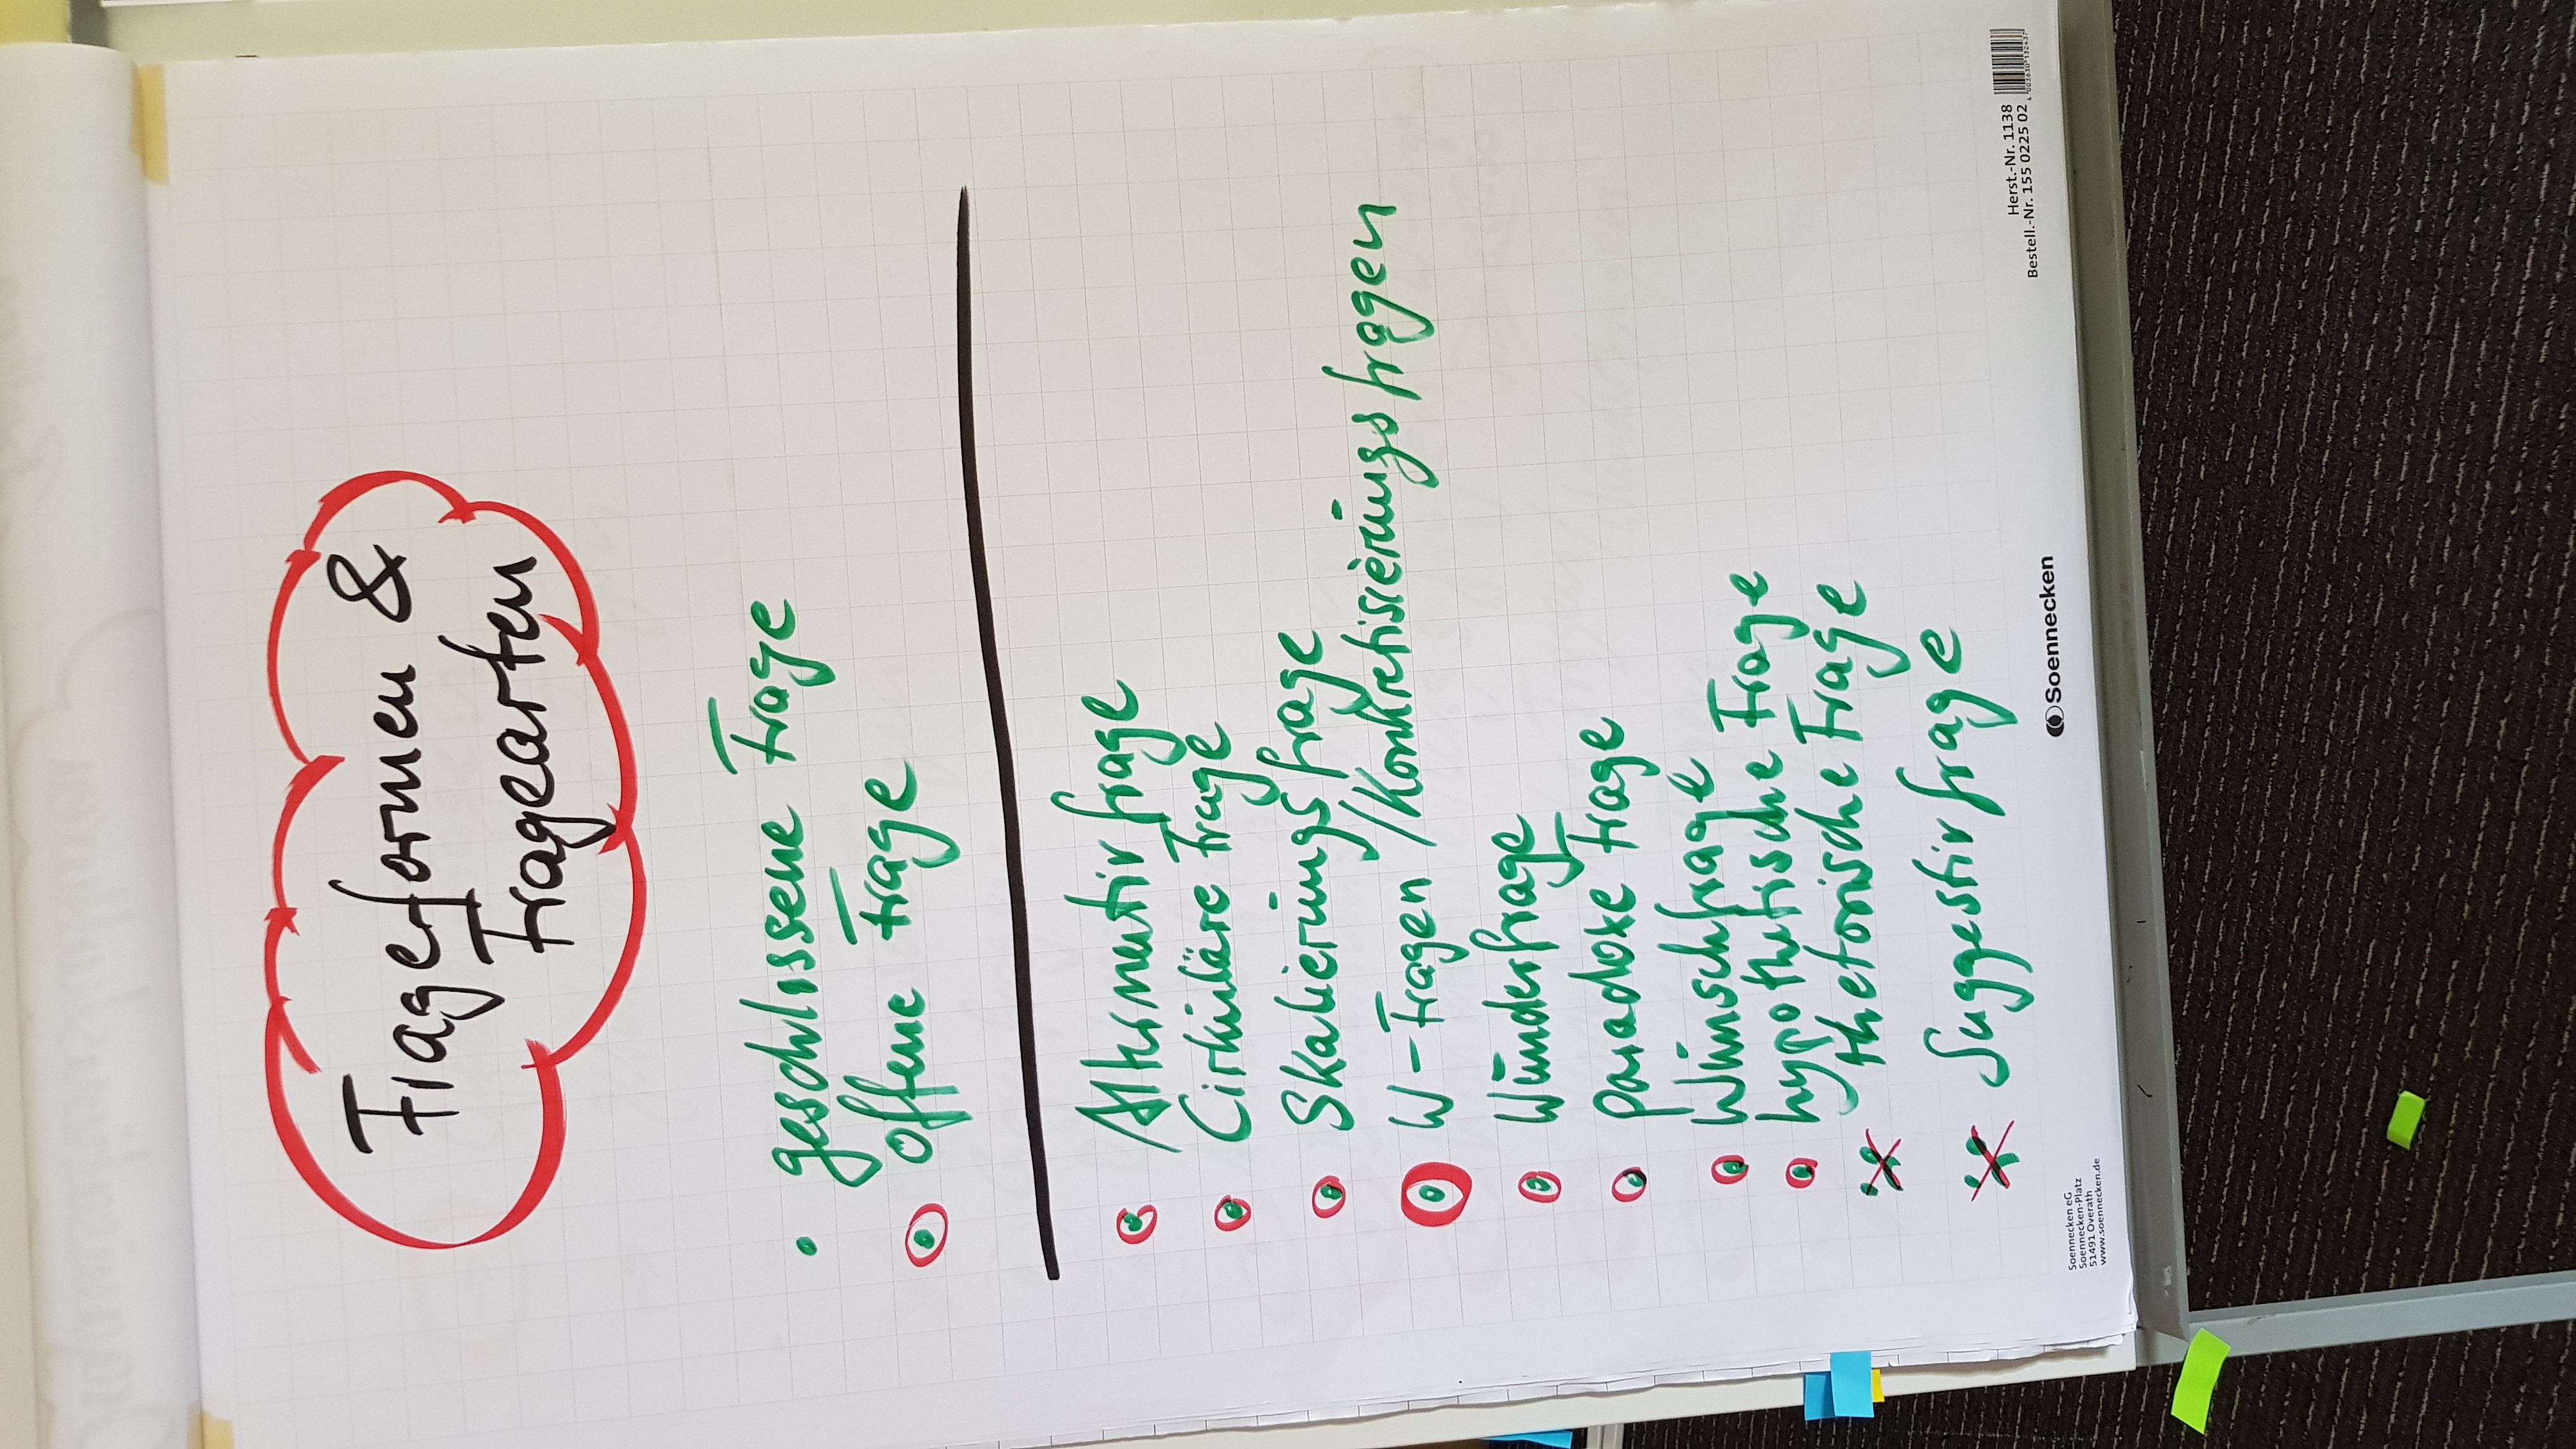 Frageformen &
Fragearten
• geschlossene Frage
• offene Frage
• Alternativfrage
• Cirkuläre Frage
• Skalierungsfrage
• W-Fragen /Konkretisierungsfragen
• Wunderfrage
• paradoxe Frage
• Wunschfrage
• hypothetische Frage
rhetorische Frage
Suggestivfrage
Herst.-Nr. 1138
Bestell.-Nr. 155 0225 02
Soennecken
Soennecken eG
Soennecken-Platz
51491 Overath
www.soennecken.de